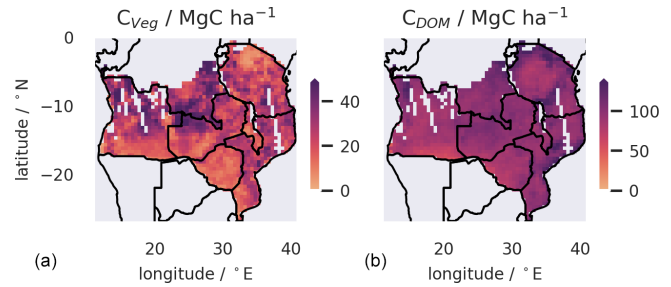 C_Veg / MgC ha⁻¹
C_DOM / MgC ha⁻¹
0
−10
−20
latitude / °N
40
20
0
100
50
0
20 30 40
20 30 40
(a) longitude / °E
(b) longitude / °E